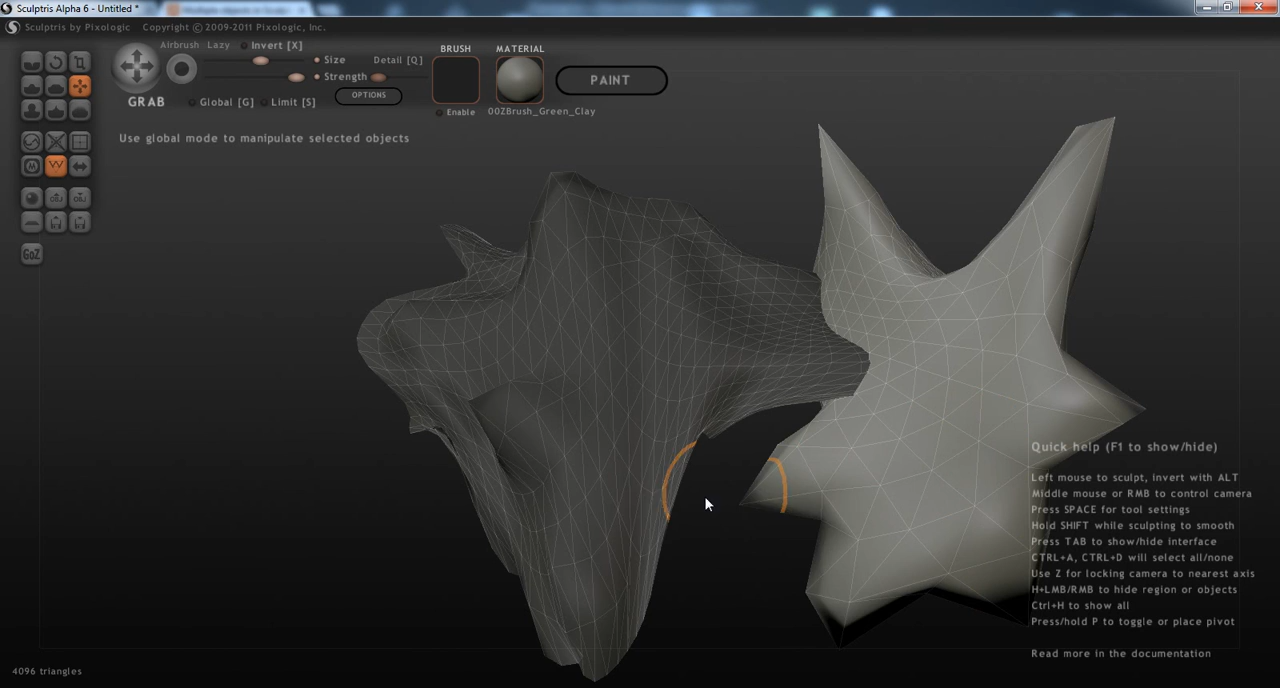 Sculptris Alpha 6 - Untitled *
Sculptris by Pixologic Copyright © 2009-2011 Pixologic, Inc.
Airbrush Lazy Invert [X]
Size Detail [Q]
Strength
GRAB
Global [G] Limit [S]
OPTIONS
BRUSH
Enable
MATERIAL
00ZBrush_Green_Clay
PAINT
Use global mode to manipulate selected objects
M
W
OBJ OBJ
GoZ
Quick help (F1 to show/hide)
Left mouse to sculpt, invert with ALT
Middle mouse or RMB to control camera
Press SPACE for tool settings
Hold SHIFT while sculpting to smooth
Press TAB to show/hide interface
CTRL+A, CTRL+D will select all/none
Use Z for locking camera to nearest axis
H+LMB/RMB to hide region or objects
Ctrl+H to show all
Press/hold P to toggle or place pivot
Read more in the documentation
4096 triangles